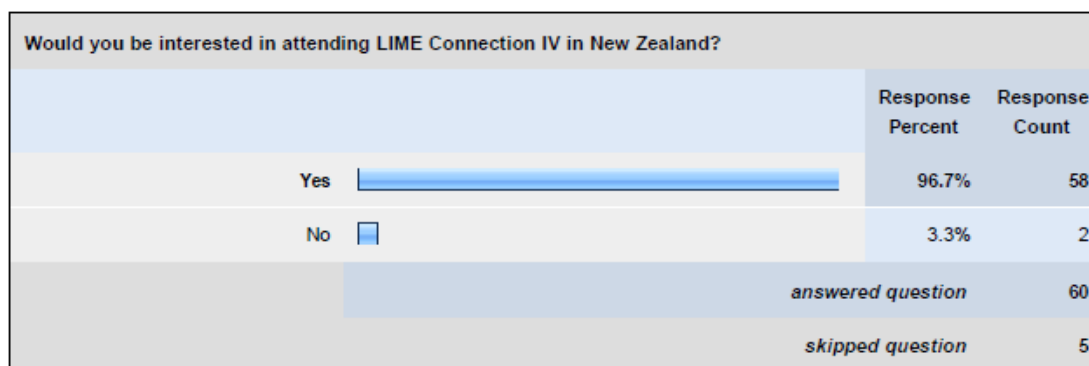 Would you be interested in attending LIME Connection IV in New Zealand?
Response Response
Percent Count
Yes 96.7% 58
No 3.3% 2
answered question 60
skipped question 5